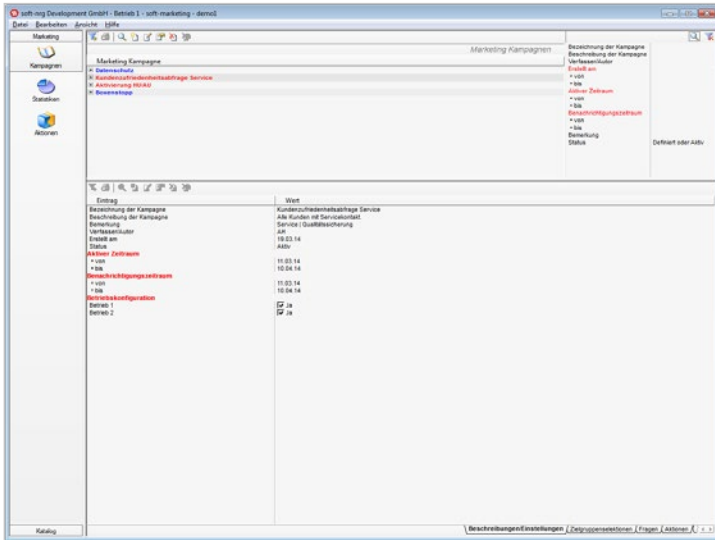 soft-nrg Development GmbH - Betrieb 1 - soft-marketing - demo1
Datei Bearbeiten Ansicht Hilfe
Marketing
Kampagnen
Statistiken
Aktionen
Katalog
Marketing Kampagnen
Marketing Kampagne
Datenschutz
Kundenzufriedenheitsabfrage Service
Aktivierung HU/AU
Boxenstopp
Bezeichnung der Kampagne
Beschreibung der Kampagne
Verfasser/Autor
Erstellt am
• von
• bis
Aktiver Zeitraum
• von
• bis
Benachrichtigungszeitraum
• von
• bis
Bemerkung
Status Definiert oder Aktiv
Eintrag Wert
Bezeichnung der Kampagne Kundenzufriedenheitsabfrage Service
Beschreibung der Kampagne Alle Kunden mit Servicekontakt.
Bemerkung Service | Qualitätssicherung
Verfasser/Autor AH
Erstellt am 19.03.14
Status Aktiv
Aktiver Zeitraum
• von 11.03.14
• bis 10.04.14
Benachrichtigungszeitraum
• von 11.03.14
• bis 10.04.14
Betriebskonfiguration
Betrieb 1 Ja
Betrieb 2 Ja
Beschreibungen/Einstellungen Zielgruppenselektionen Fragen Aktionen